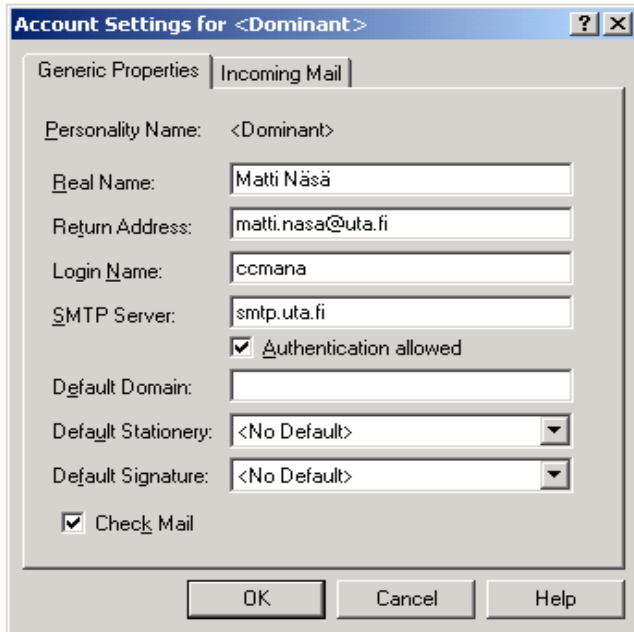 Account Settings for <Dominant>
Generic Properties Incoming Mail
Personality Name: <Dominant>
Real Name: Matti Näsä
Return Address: matti.nasa@uta.fi
Login Name: ccmana
SMTP Server: smtp.uta.fi
Authentication allowed
Default Domain:
Default Stationery: <No Default>
Default Signature: <No Default>
Check Mail
OK Cancel Help